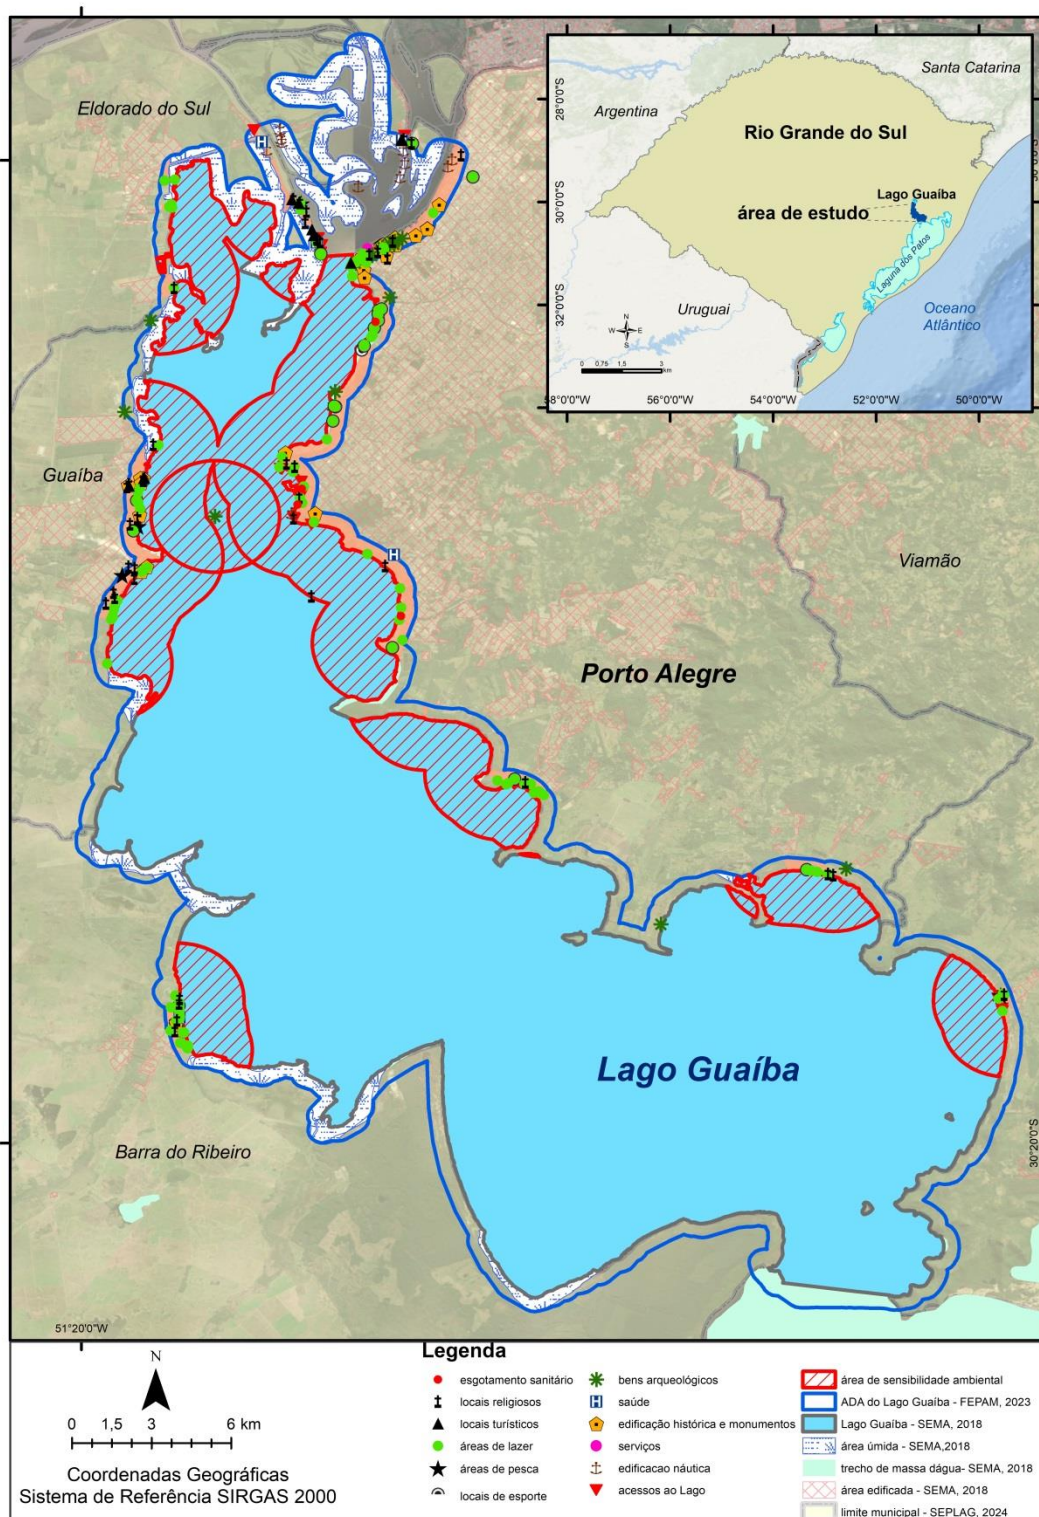 Eldorado do Sul
Santa Catarina
Argentina
Rio Grande do Sul
Lago Guaíba
área de estudo
Laguna dos Patos
Uruguai
Oceano
Atlântico
N
W
E
S
0 0,75 1,5 3
km
28°0'0"S
30°0'0"S
32°0'0"S
58°0'0"W
56°0'0"W
54°0'0"W
52°0'0"W
50°0'0"W
Guaíba
Viamão
Porto Alegre
Lago Guaíba
Barra do Ribeiro
30°20'0"S
51°20'0"W
N
0 1,5 3 6 km
Coordenadas Geográficas
Sistema de Referência SIRGAS 2000
Legenda
esgotamento sanitário
locais religiosos
locais turísticos
áreas de lazer
áreas de pesca
locais de esporte
bens arqueológicos
saúde
edificação histórica e monumentos
serviços
edificacao náutica
acessos ao Lago
área de sensibilidade ambiental
ADA do Lago Guaíba - FEPAM, 2023
Lago Guaíba - SEMA, 2018
área úmida - SEMA,2018
trecho de massa dágua- SEMA, 2018
área edificada - SEMA, 2018
limite municipal - SEPLAG, 2024